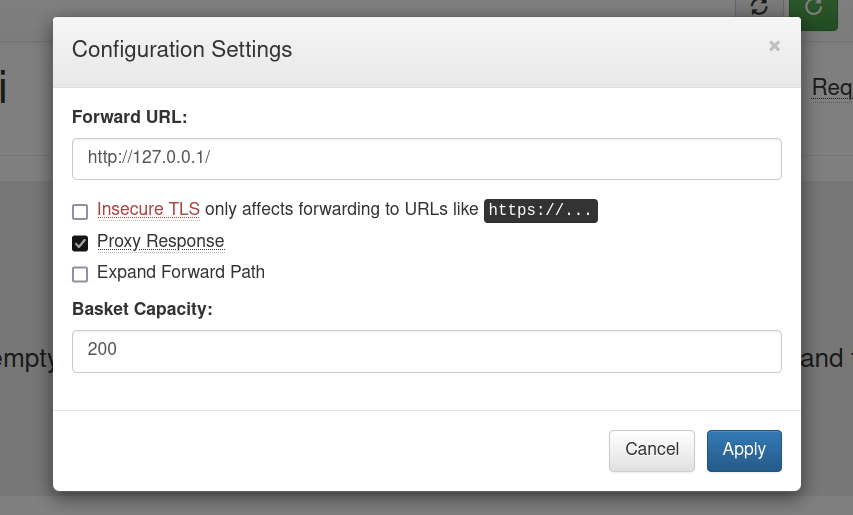 Configuration Settings
×
i
Req
Forward URL:
http://127.0.0.1/
Insecure TLS only affects forwarding to URLs like https://...
Proxy Response
Expand Forward Path
Basket Capacity:
200
empty
and
Cancel
Apply